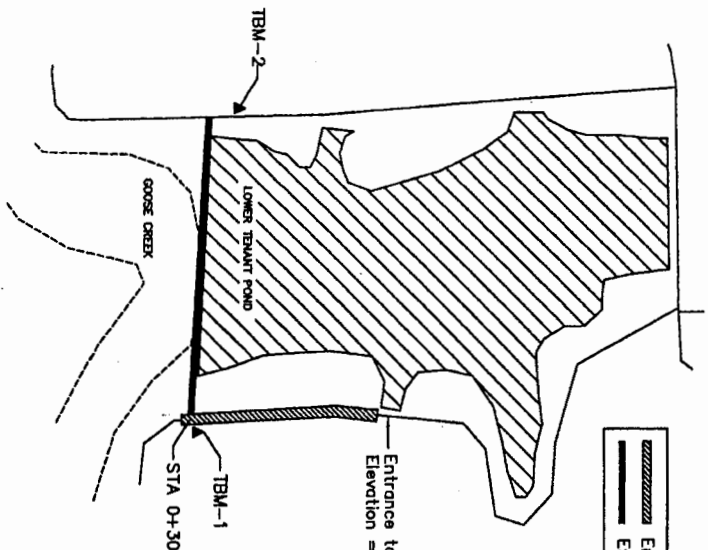 TBM-2
GOOSE CREEK
LOWER TENANT POND
TBM-1
STA 0+30
Entrance to
Elevation =
E
E